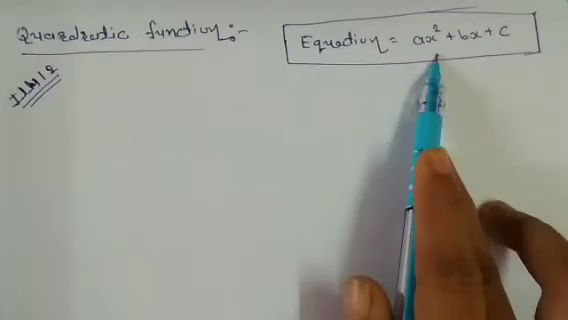 Quadratic function:-
Equation = ax² + bx + c